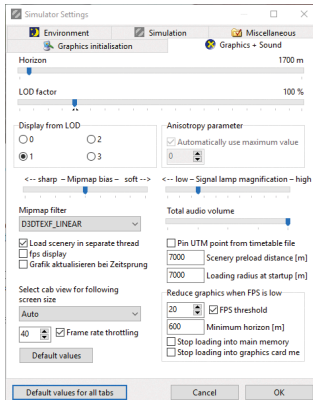 Simulator Settings
Environment
Simulation
Miscellaneous
Graphics initialisation
Graphics + Sound
Horizon
1700 m
LOD factor
100 %
Display from LOD
0
2
1
3
Anisotropy parameter
Automatically use maximum value
0
<-- sharp – Mipmap bias – soft -->
<-- low – Signal lamp magnification – high
Mipmap filter
D3DTEXF_LINEAR
Total audio volume
Load scenery in separate thread
fps display
Grafik aktualisieren bei Zeitsprung
Pin UTM point from timetable file
7000 Scenery preload distance [m]
7000 Loading radius at startup [m]
Select cab view for following
screen size
Auto
40 Frame rate throttling
Default values
Reduce graphics when FPS is low
20 FPS threshold
600 Minimum horizon [m]
Stop loading into main memory
Stop loading into graphics card me
Default values for all tabs
Cancel
OK